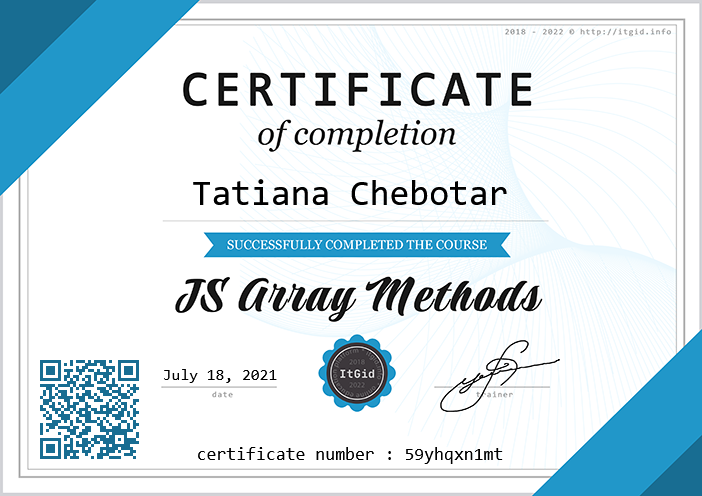 2018 - 2022 © http://itgid.info
CERTIFICATE
of completion
Tatiana Chebotar
SUCCESSFULLY COMPLETED THE COURSE
JS Array Methods
July 18, 2021
date
2018
ItGid
2022
trainer
certificate number : 59yhqxn1mt